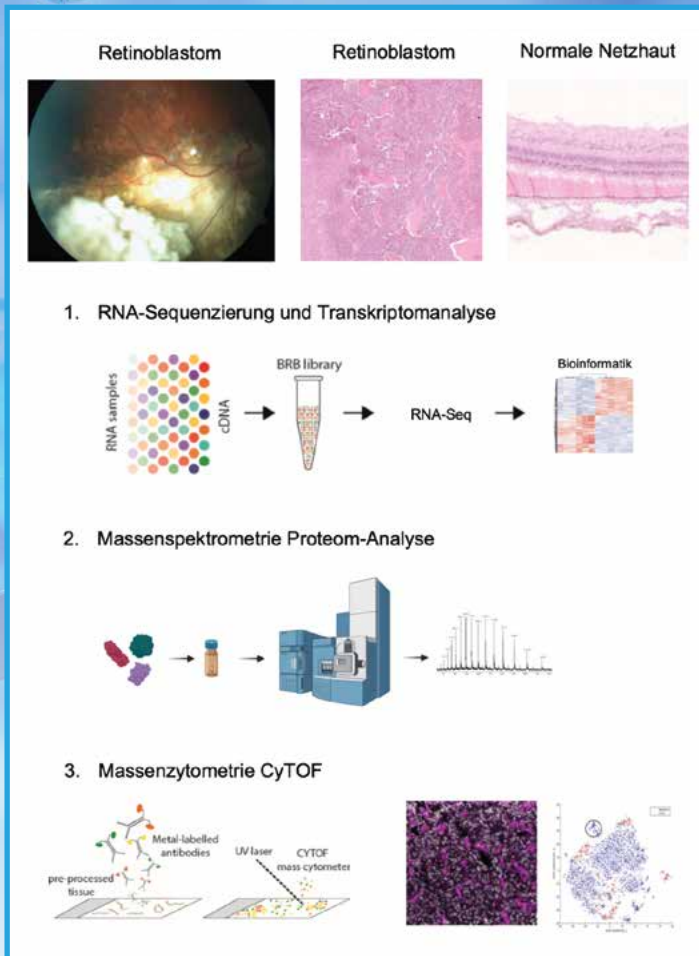 Retinoblastom
Retinoblastom
Normale Netzhaut
1. RNA-Sequenzierung und Transkriptomanalyse
RNA samples
cDNA
BRB library
RNA-Seq
Bioinformatik
2. Massenspektrometrie Proteom-Analyse
3. Massenzytometrie CyTOF
Metal-labelled
antibodies
pre-processed
tissue
UV laser
CYTOF
mass cytometer